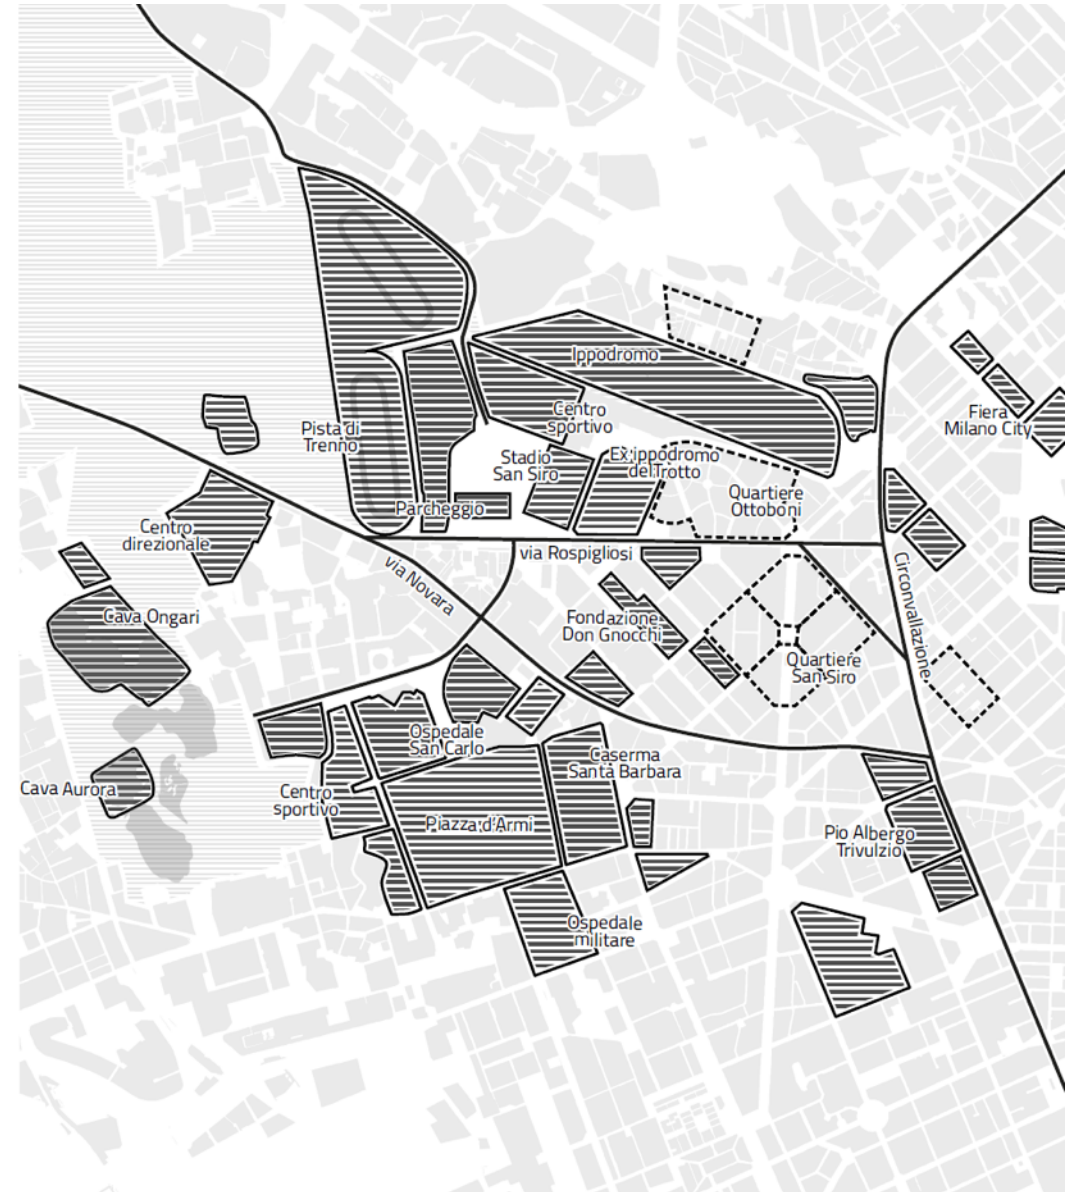 Ippodromo
Centro
sportivo
Fiera
Milano City
Pista di
Trenno
Stadio
San Siro
Ex ippodromo
del Trotto
Quartiere
Ottoboni
Parcheggio
Centro
direzionale
via Rospigliosi
via Novara
Circonvallazione
Cava Ongari
Fondazione
Don Gnocchi
Quartiere
San Siro
Ospedale
San Carlo
Caserma
Santa Barbara
Cava Aurora
Centro
sportivo
Piazza d'Armi
Pio Albergo
Trivulzio
Ospedale
militare